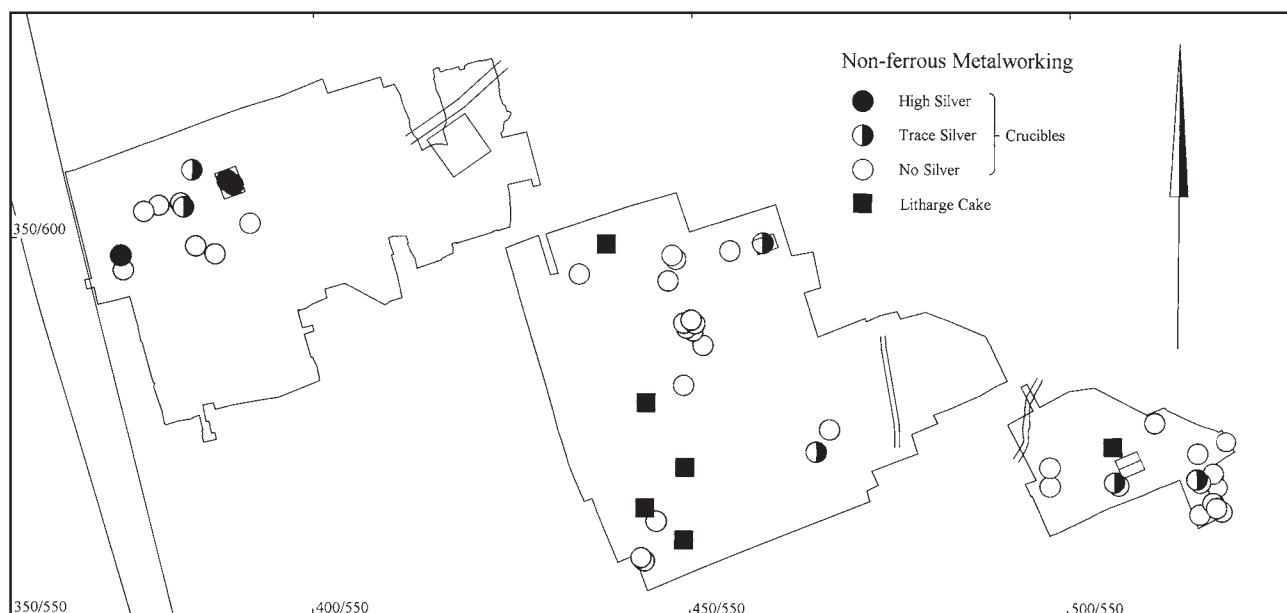 Non-ferrous Metalworking
High Silver
Trace Silver
Crucibles
No Silver
Litharge Cake
350/600
350/550
400/550
450/550
500/550